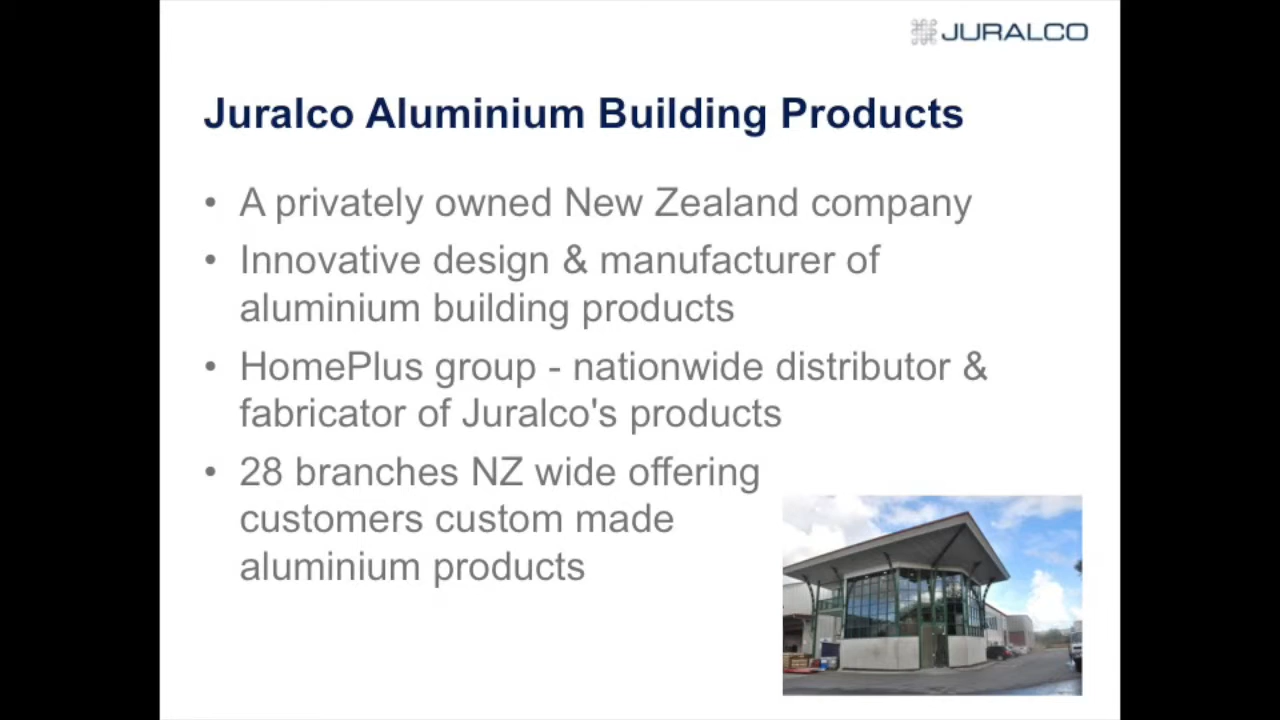 JURALCO
Juralco Aluminium Building Products
• A privately owned New Zealand company
• Innovative design & manufacturer of
aluminium building products
• HomePlus group - nationwide distributor &
fabricator of Juralco's products
• 28 branches NZ wide offering
customers custom made
aluminium products